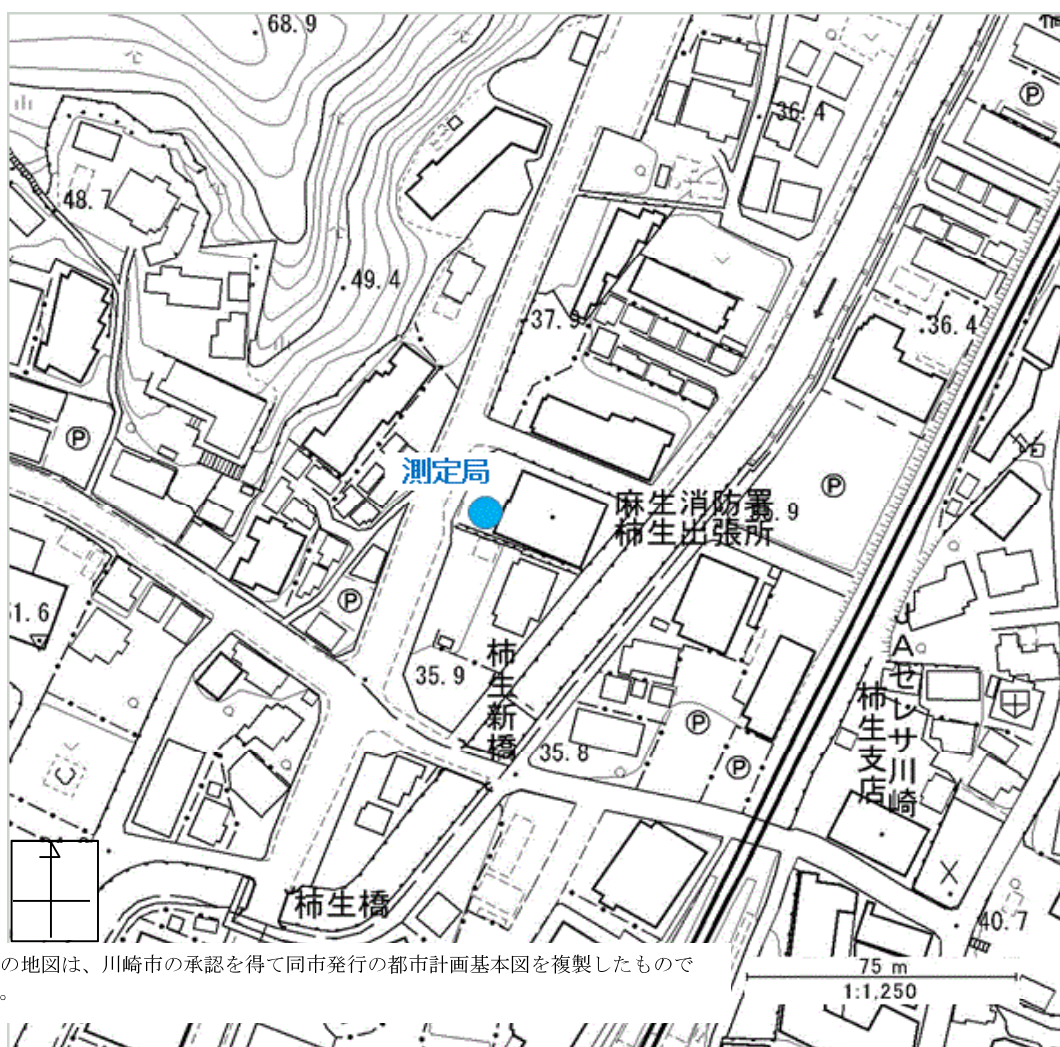 68.9
36.4
48.7
49.4
37.9
36.4
P
P
P
測定局
麻生消防署
柿生出張所
35.9
P
51.6
35.9
柿生新橋
35.8
P
P
JAセレサ川崎
柿生支店
柿生橋
40.7
の地図は、川崎市の承認を得て同市発行の都市計画基本図を複製したもので
。
75 m
1:1,250